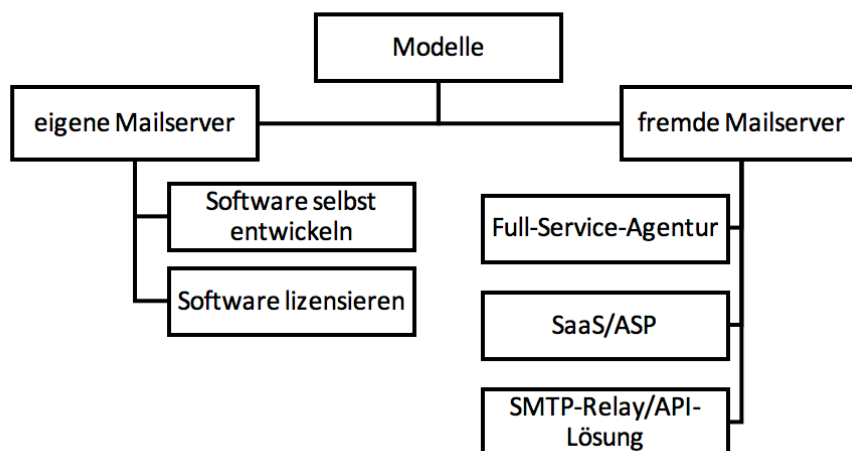 Modelle
eigene Mailserver
fremde Mailserver
Software selbst
entwickeln
Software lizensieren
Full-Service-Agentur
SaaS/ASP
SMTP-Relay/API-
Lösung